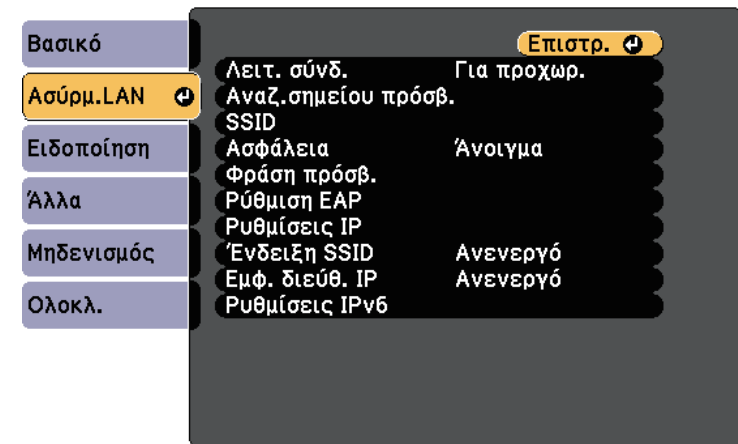 Βασικό
Ασύρμ.LAN
Ειδοποίηση
Άλλα
Μηδενισμός
Ολοκλ.
Επιστρ.
Λειτ. σύνδ. Για προχωρ.
Αναζ.σημείου πρόσβ.
SSID
Ασφάλεια Άνοιγμα
Φράση πρόσβ.
Ρύθμιση EAP
Ρυθμίσεις IP
Ένδειξη SSID Ανενεργό
Εμφ. διεύθ. IP Ανενεργό
Ρυθμίσεις IPv6